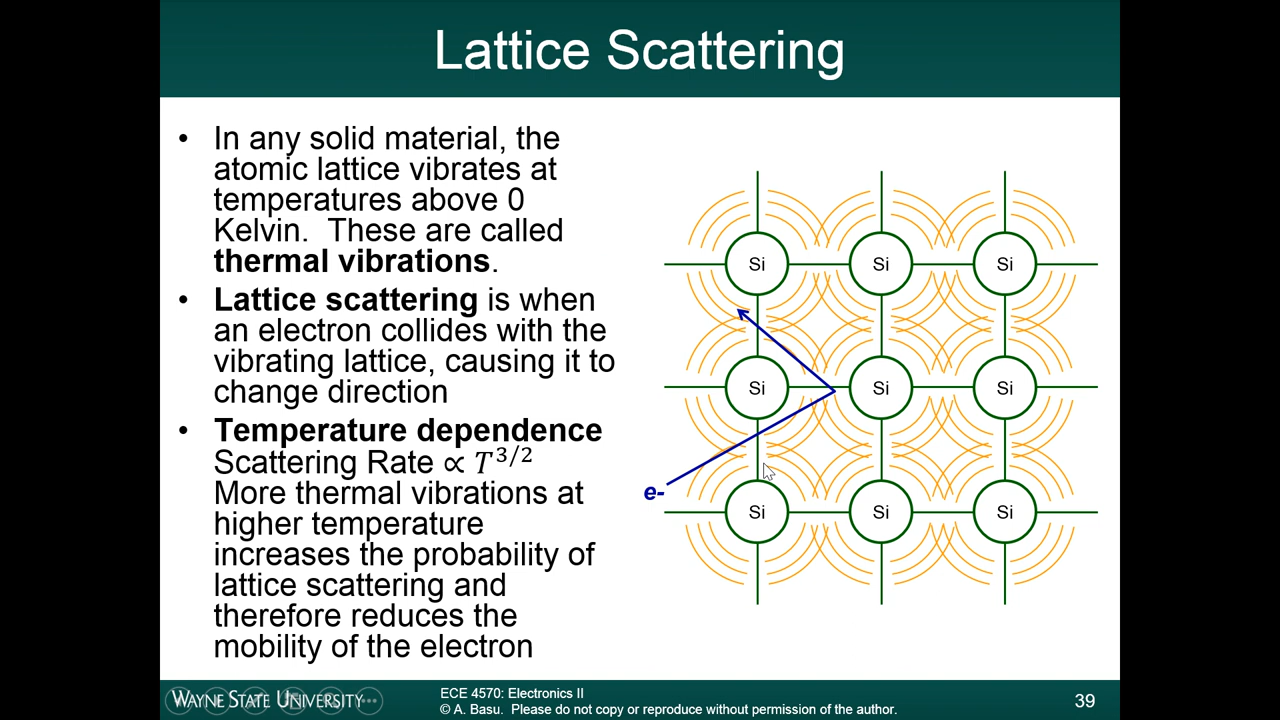 Lattice Scattering
• In any solid material, the
atomic lattice vibrates at
temperatures above 0
Kelvin.  These are called
thermal vibrations.
• Lattice scattering is when
an electron collides with the
vibrating lattice, causing it to
change direction
• Temperature dependence
Scattering Rate ∝ T^{3/2}
More thermal vibrations at
higher temperature
increases the probability of
lattice scattering and
therefore reduces the
mobility of the electron
Si Si Si
Si Si Si
e-
Si Si Si
WAYNE STATE UNIVERSITY
ECE 4570: Electronics II
© A. Basu.  Please do not copy or reproduce without permission of the author.
39